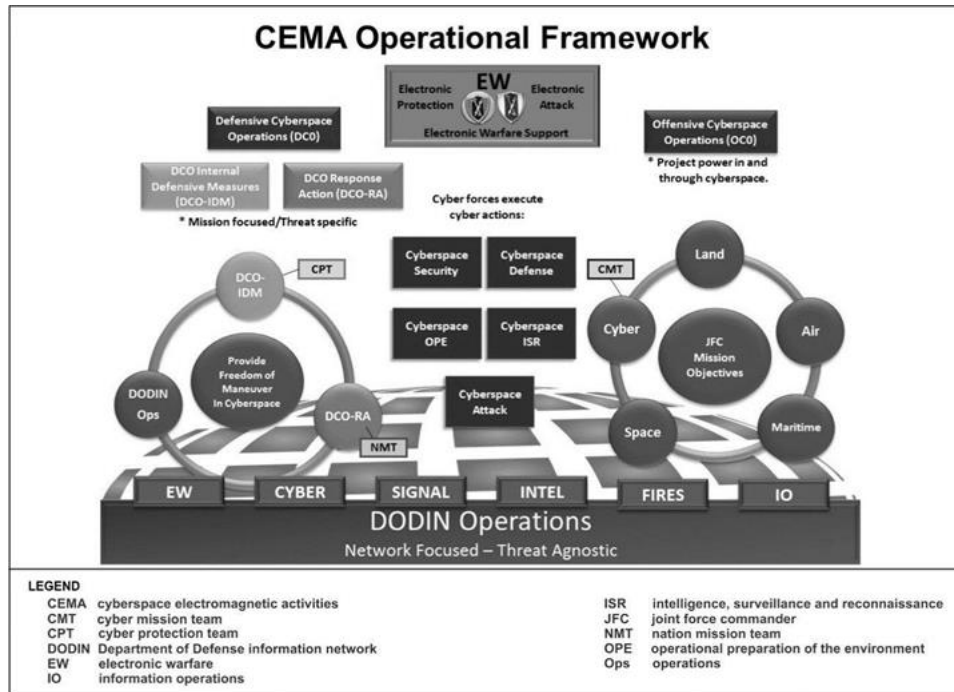 CEMA Operational Framework
EW
Electronic
Protection
Electronic
Attack
Electronic Warfare Support
Defensive Cyberspace
Operations (DC0)
Offensive Cyberspace
Operations (OC0)
DCO Internal
Defensive Measures
(DCO-IDM)
DCO Response
Action (DCO-RA)
* Mission focused/Threat specific
* Project power in and
through cyberspace.
Cyber forces execute
cyber actions:
Cyberspace
Security
Cyberspace
Defense
Cyberspace
OPE
Cyberspace
ISR
Cyberspace
Attack
DCO-
IDM
CPT
Provide
Freedom of
Maneuver
In Cyberspace
DODIN
Ops
DCO-RA
NMT
CMT
Land
Cyber
Air
JFC
Mission
Objectives
Space
Maritime
EW
CYBER
SIGNAL
INTEL
FIRES
IO
DODIN Operations
Network Focused – Threat Agnostic
LEGEND
CEMA cyberspace electromagnetic activities
CMT cyber mission team
CPT cyber protection team
DODIN Department of Defense information network
EW electronic warfare
IO information operations
ISR intelligence, surveillance and reconnaissance
JFC joint force commander
NMT nation mission team
OPE operational preparation of the environment
Ops operations